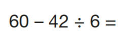 60 – 42 ÷ 6 =